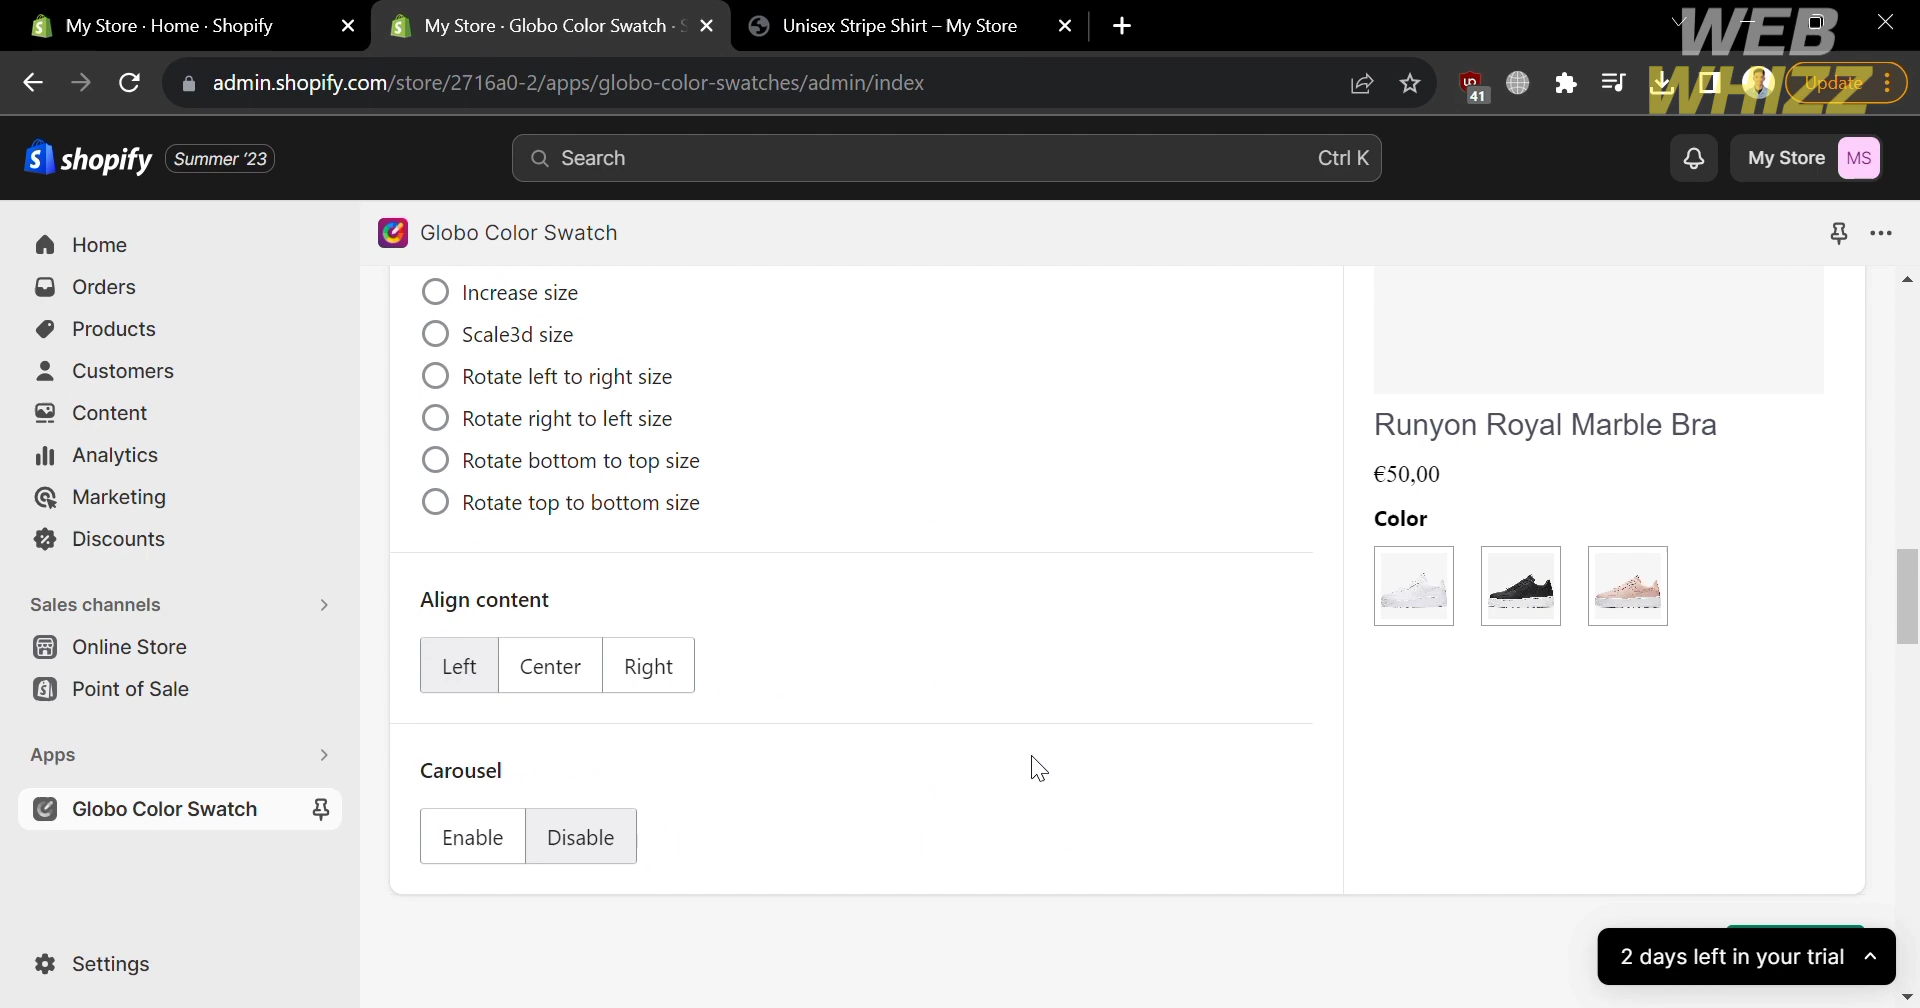 My Store · Home · Shopify
My Store · Globo Color Swatch · S
Unisex Stripe Shirt – My Store
WEB
WHIZZ
admin.shopify.com/store/2716a0-2/apps/globo-color-swatches/admin/index
41
Update
shopify
Summer '23
Search
Ctrl K
My Store
MS
Home
Orders
Products
Customers
Content
Analytics
Marketing
Discounts
Sales channels
Online Store
Point of Sale
Apps
Globo Color Swatch
Settings
Globo Color Swatch
Increase size
Scale3d size
Rotate left to right size
Rotate right to left size
Rotate bottom to top size
Rotate top to bottom size
Align content
Left
Center
Right
Carousel
Enable
Disable
Runyon Royal Marble Bra
€50,00
Color
2 days left in your trial